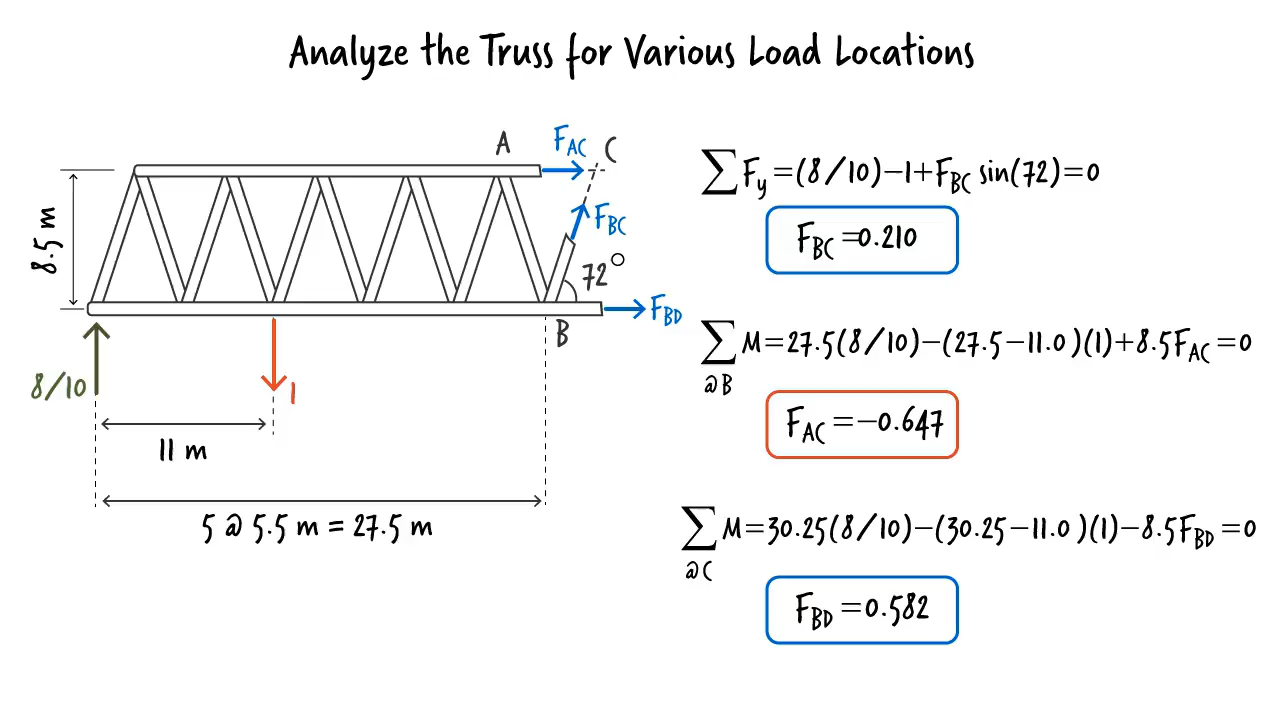 Analyze the Truss for Various Load Locations
A
F_AC
C
F_BC
72°
8.5 m
F_BD
B
8/10
1
11 m
5 @ 5.5 m = 27.5 m
∑F_y=(8/10)−1+F_BC sin(72)=0
F_BC=0.210
∑M=27.5(8/10)−(27.5−11.0)(1)+8.5F_AC=0
@B
F_AC=−0.647
∑M=30.25(8/10)−(30.25−11.0)(1)−8.5F_BD=0
@C
F_BD=0.582